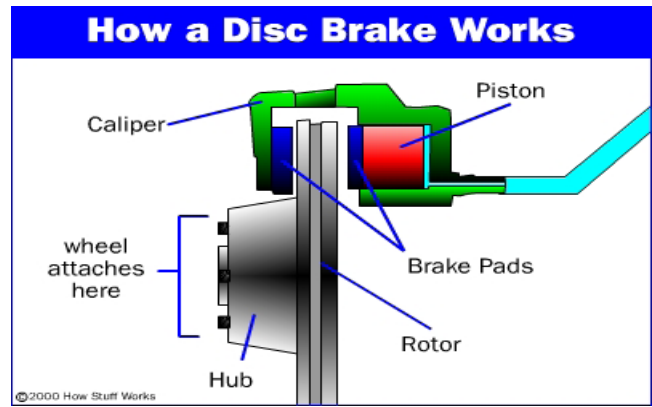 How a Disc Brake Works
Piston
Caliper
wheel
attaches
here
Brake Pads
Rotor
Hub
©2000 How Stuff Works